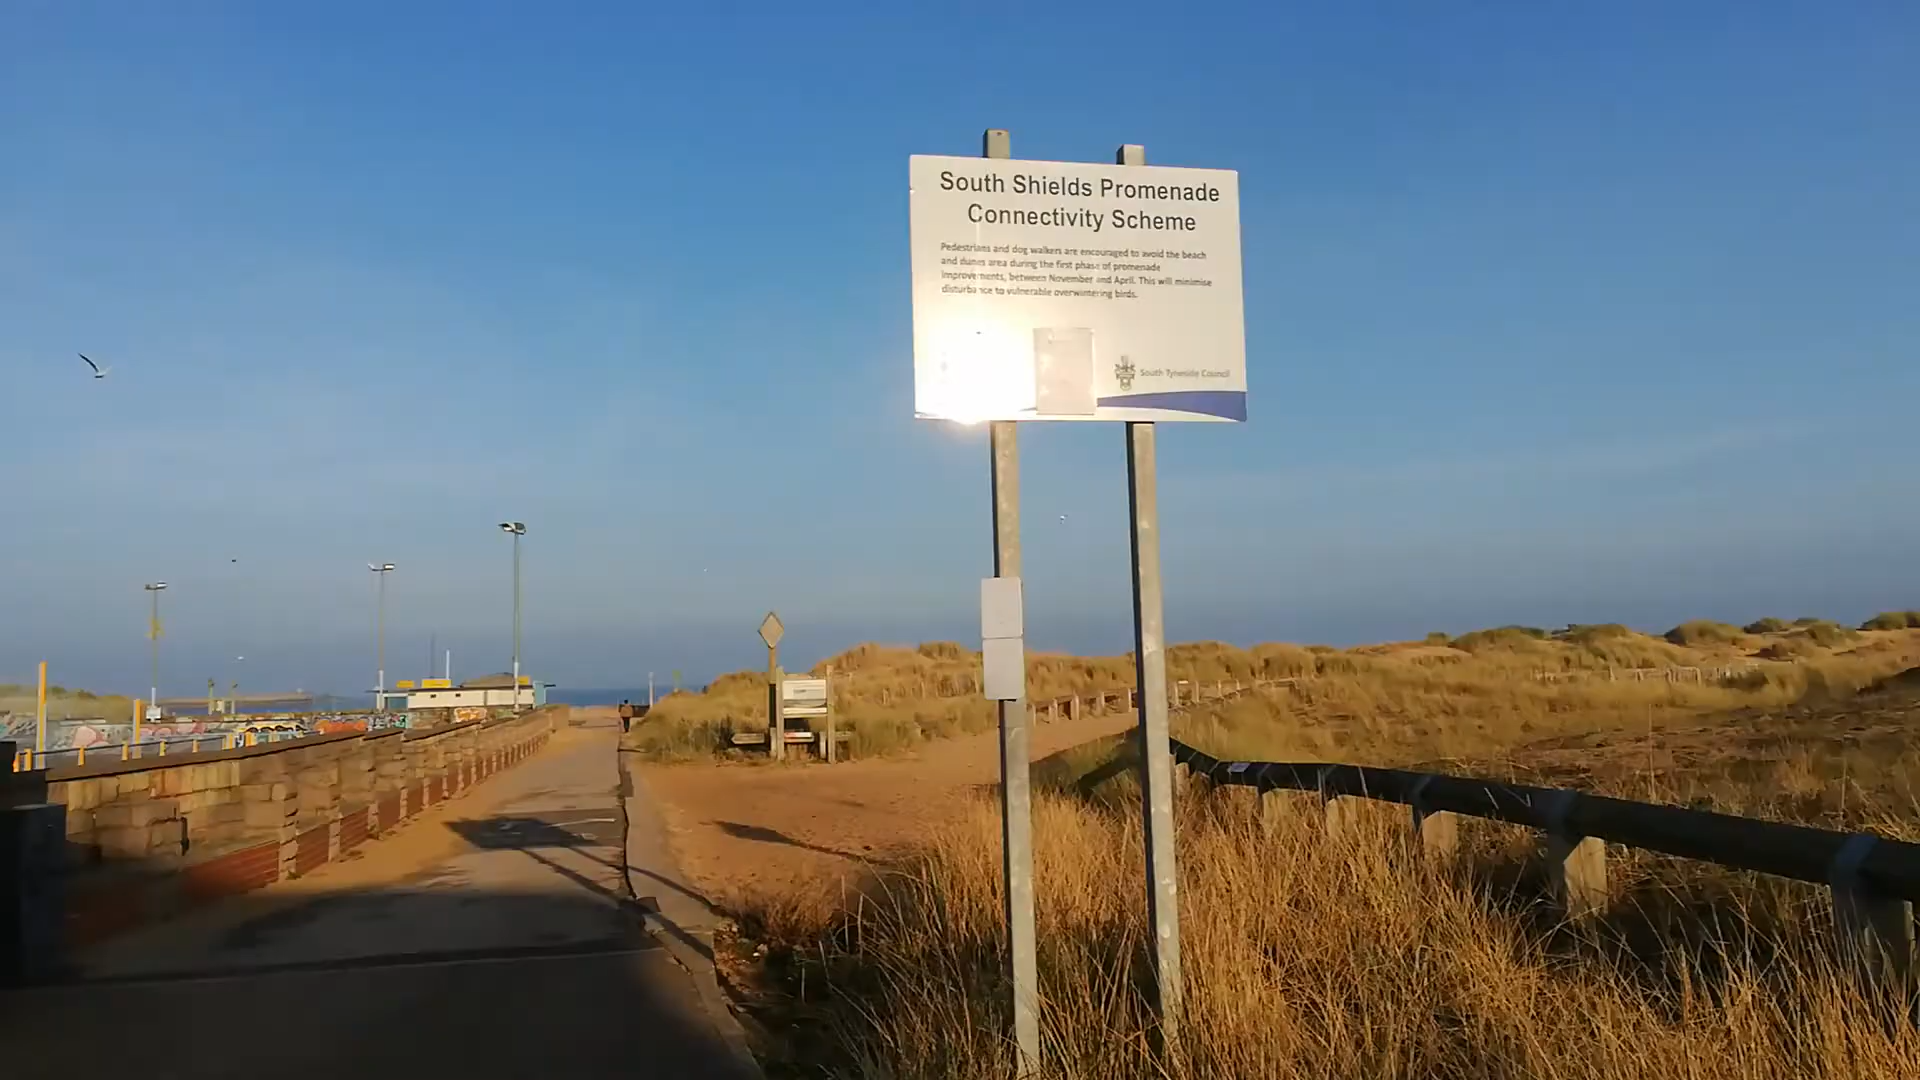 South Shields Promenade
Connectivity Scheme
Pedestrians and dog walkers are encouraged to avoid the beach
and dunes area during the first phase of promenade
improvements, between November and April. This will minimise
disturbance to vulnerable overwintering birds.
South Tyneside Council